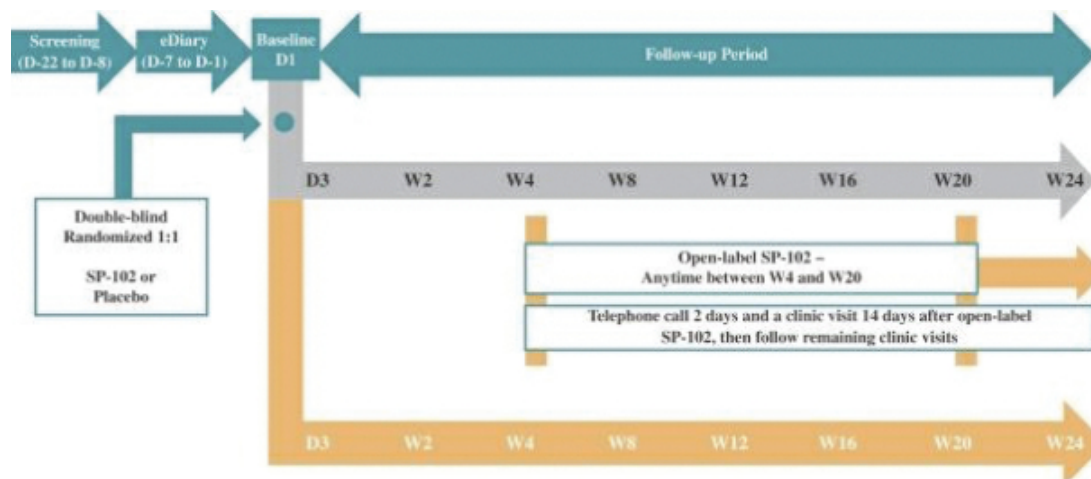 Screening
(D-22 to D-8)
eDiary
(D-7 to D-1)
Baseline
D1
Follow-up Period
D3 W2 W4 W8 W12 W16 W20 W24
Double-blind
Randomized 1:1
SP-102 or
Placebo
Open-label SP-102 –
Anytime between W4 and W20
Telephone call 2 days and a clinic visit 14 days after open-label
SP-102, then follow remaining clinic visits
D3 W2 W4 W8 W12 W16 W20 W24